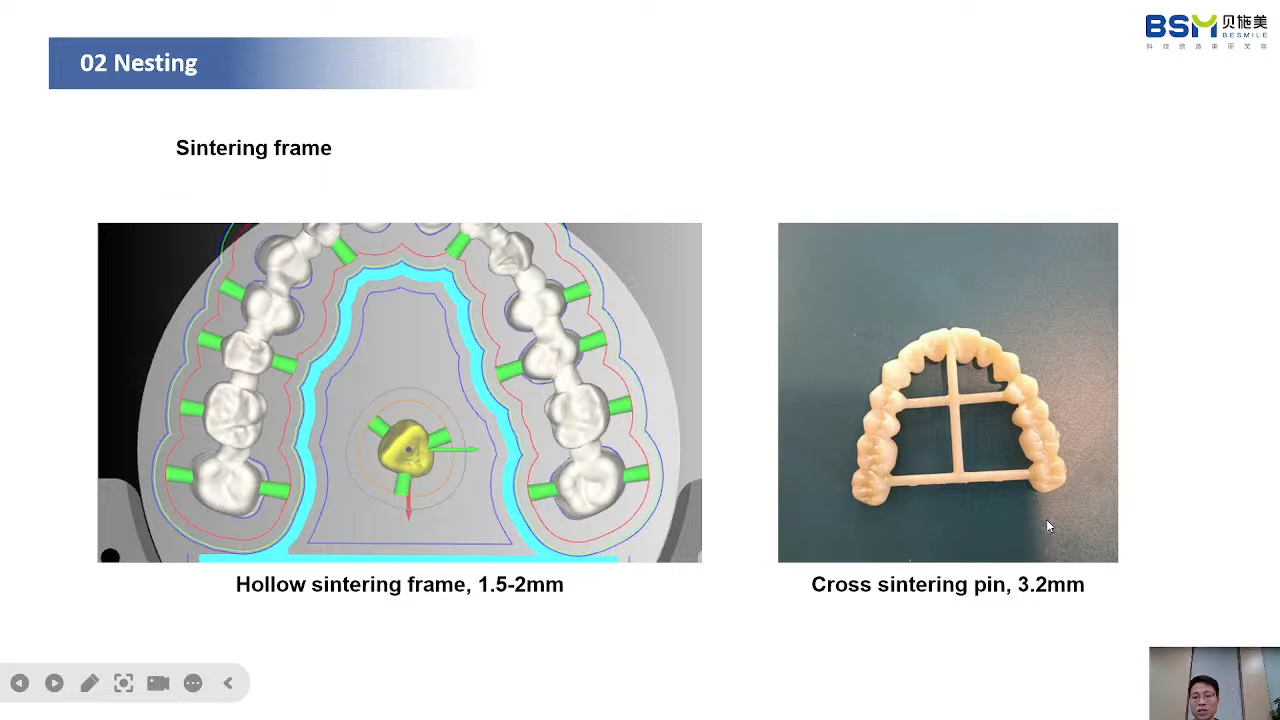 02 Nesting
BSM 贝施美
BESMILE
Sintering frame
Hollow sintering frame, 1.5-2mm
Cross sintering pin, 3.2mm